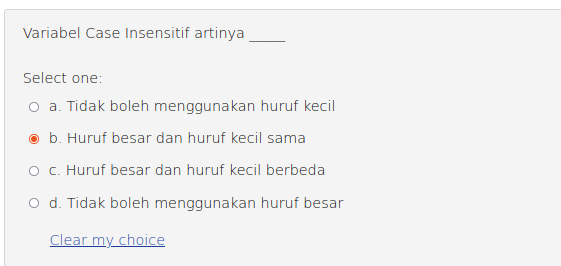 Variabel Case Insensitif artinya _____
Select one:
a. Tidak boleh menggunakan huruf kecil
b. Huruf besar dan huruf kecil sama
c. Huruf besar dan huruf kecil berbeda
d. Tidak boleh menggunakan huruf besar
Clear my choice